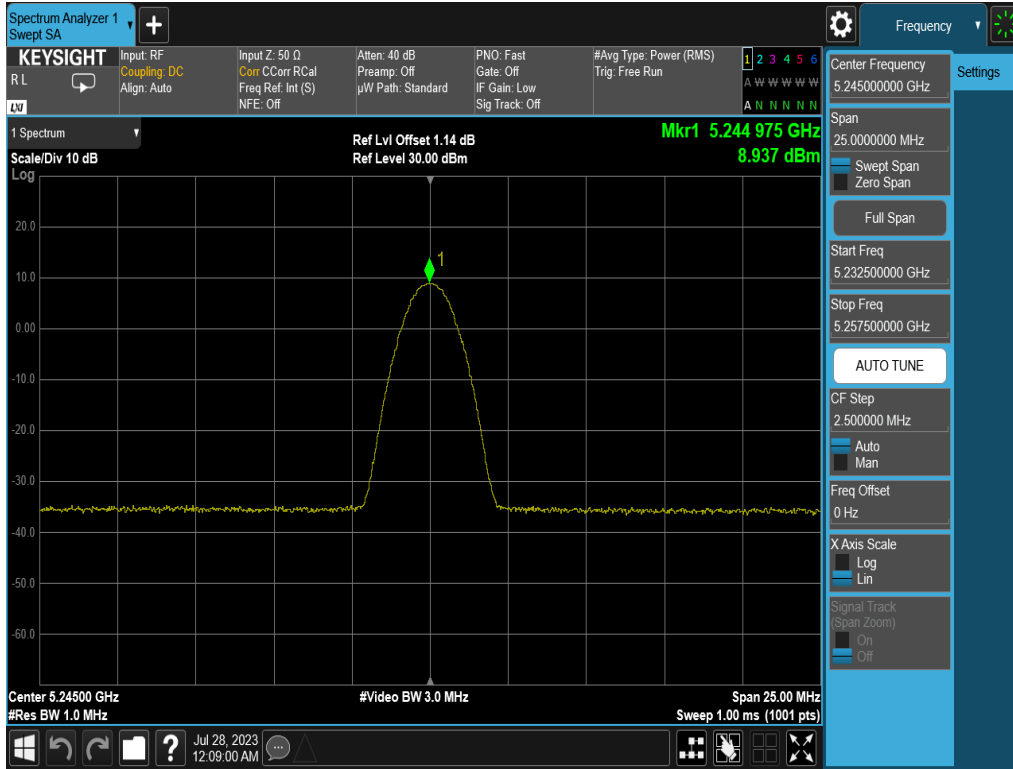 Spectrum Analyzer 1
Swept SA
Frequency
KEYSIGHT
R L
LXI
Input: RF
Coupling: DC
Align: Auto
Input Z: 50 Ω
Corr CCorr RCal
Freq Ref: Int (S)
NFE: Off
Atten: 40 dB
Preamp: Off
µW Path: Standard
PNO: Fast
Gate: Off
IF Gain: Low
Sig Track: Off
#Avg Type: Power (RMS)
Trig: Free Run
1 2 3 4 5 6
A W W W W W
A N N N N N
1 Spectrum
Scale/Div 10 dB
Log
Ref Lvl Offset 1.14 dB
Ref Level 30.00 dBm
Mkr1 5.244 975 GHz
8.937 dBm
1
20.0
10.0
0.00
-10.0
-20.0
-30.0
-40.0
-50.0
-60.0
Center 5.24500 GHz
#Res BW 1.0 MHz
#Video BW 3.0 MHz
Span 25.00 MHz
Sweep 1.00 ms (1001 pts)
Center Frequency
5.245000000 GHz
Settings
Span
25.0000000 MHz
Swept Span
Zero Span
Full Span
Start Freq
5.232500000 GHz
Stop Freq
5.257500000 GHz
AUTO TUNE
CF Step
2.500000 MHz
Auto
Man
Freq Offset
0 Hz
X Axis Scale
Log
Lin
Signal Track
(Span Zoom)
On
Off
?
Jul 28, 2023
12:09:00 AM